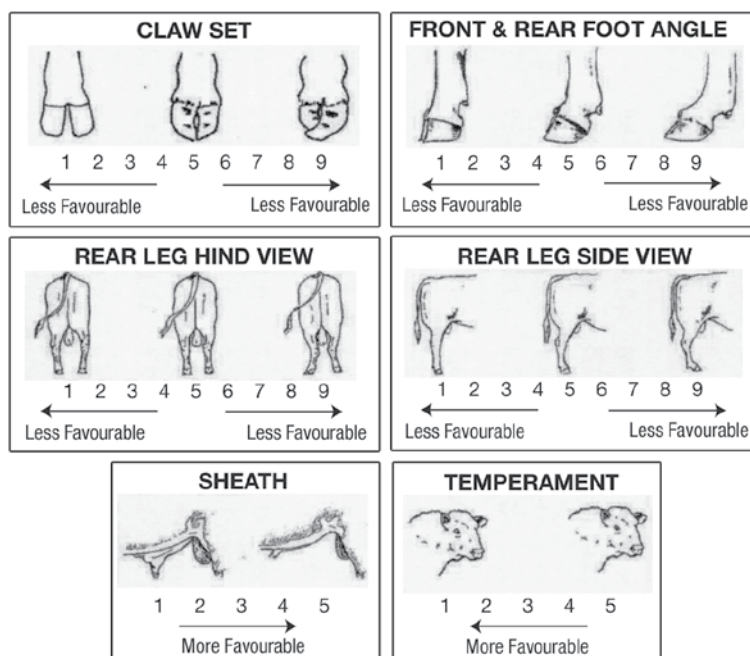 CLAW SET
1 2 3 4 5 6 7 8 9
Less Favourable Less Favourable
FRONT & REAR FOOT ANGLE
1 2 3 4 5 6 7 8 9
Less Favourable Less Favourable
REAR LEG HIND VIEW
1 2 3 4 5 6 7 8 9
Less Favourable Less Favourable
REAR LEG SIDE VIEW
1 2 3 4 5 6 7 8 9
Less Favourable Less Favourable
SHEATH
1 2 3 4 5
More Favourable
TEMPERAMENT
1 2 3 4 5
More Favourable